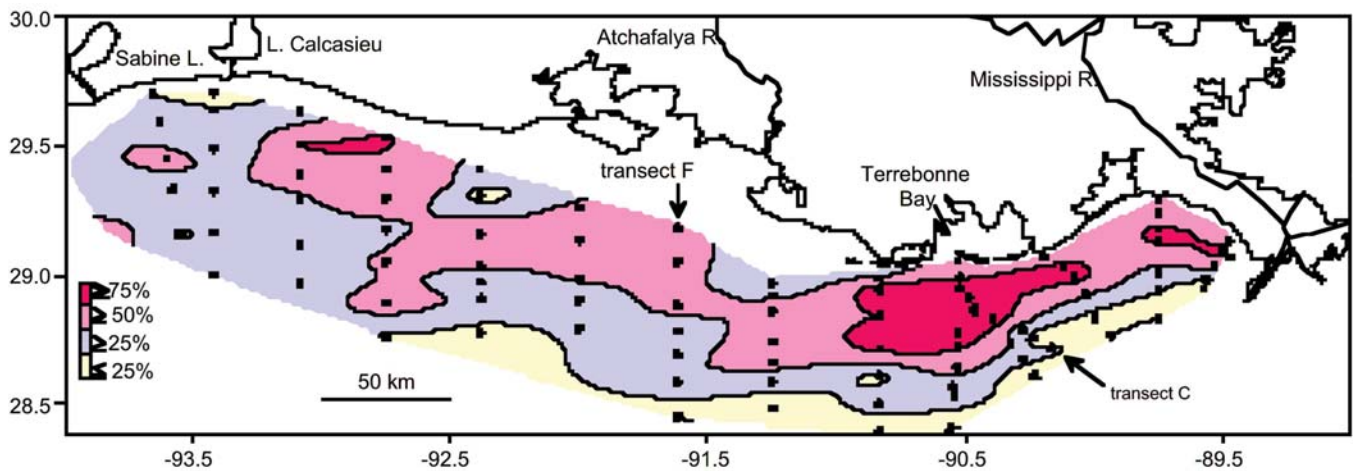 30.0
29.5
29.0
28.5
Sabine L.
L. Calcasieu
Atchafalya R.
Mississippi R.
transect F
Terrebonne
Bay
75%
50%
25%
25%
50 km
transect C
-93.5
-92.5
-91.5
-90.5
-89.5